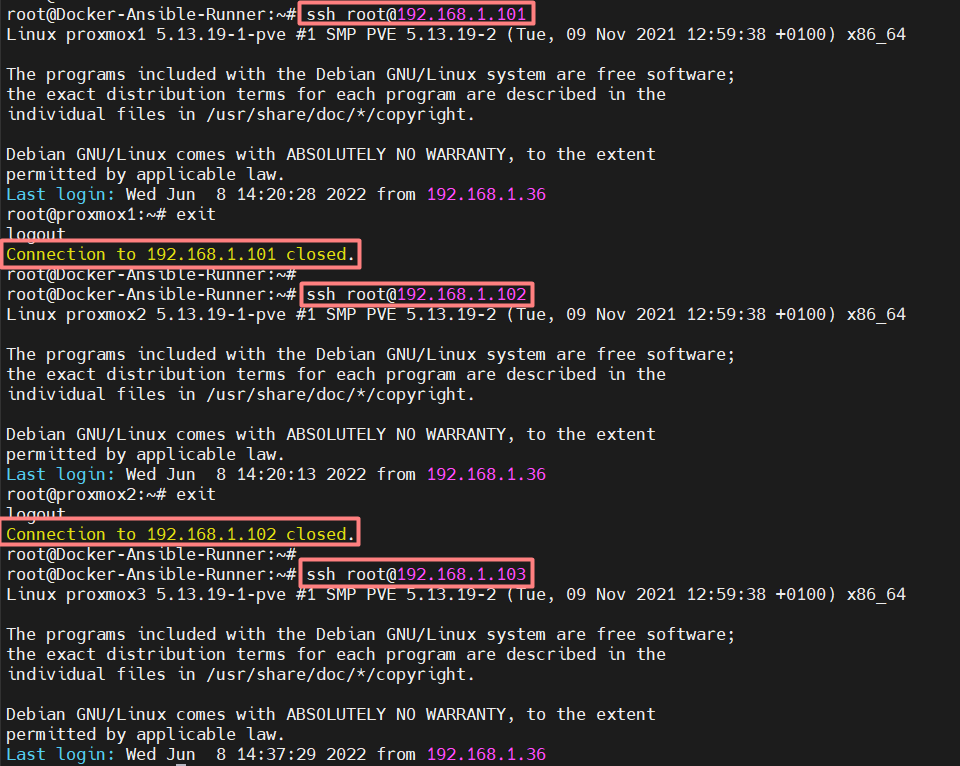 root@Docker-Ansible-Runner:~# ssh root@192.168.1.101
Linux proxmox1 5.13.19-1-pve #1 SMP PVE 5.13.19-2 (Tue, 09 Nov 2021 12:59:38 +0100) x86_64

The programs included with the Debian GNU/Linux system are free software;
the exact distribution terms for each program are described in the
individual files in /usr/share/doc/*/copyright.

Debian GNU/Linux comes with ABSOLUTELY NO WARRANTY, to the extent
permitted by applicable law.
Last login: Wed Jun  8 14:20:28 2022 from 192.168.1.36
root@proxmox1:~# exit
logout
Connection to 192.168.1.101 closed.
root@Docker-Ansible-Runner:~#
root@Docker-Ansible-Runner:~# ssh root@192.168.1.102
Linux proxmox2 5.13.19-1-pve #1 SMP PVE 5.13.19-2 (Tue, 09 Nov 2021 12:59:38 +0100) x86_64

The programs included with the Debian GNU/Linux system are free software;
the exact distribution terms for each program are described in the
individual files in /usr/share/doc/*/copyright.

Debian GNU/Linux comes with ABSOLUTELY NO WARRANTY, to the extent
permitted by applicable law.
Last login: Wed Jun  8 14:20:13 2022 from 192.168.1.36
root@proxmox2:~# exit
logout
Connection to 192.168.1.102 closed.
root@Docker-Ansible-Runner:~#
root@Docker-Ansible-Runner:~# ssh root@192.168.1.103
Linux proxmox3 5.13.19-1-pve #1 SMP PVE 5.13.19-2 (Tue, 09 Nov 2021 12:59:38 +0100) x86_64

The programs included with the Debian GNU/Linux system are free software;
the exact distribution terms for each program are described in the
individual files in /usr/share/doc/*/copyright.

Debian GNU/Linux comes with ABSOLUTELY NO WARRANTY, to the extent
permitted by applicable law.
Last login: Wed Jun  8 14:37:29 2022 from 192.168.1.36